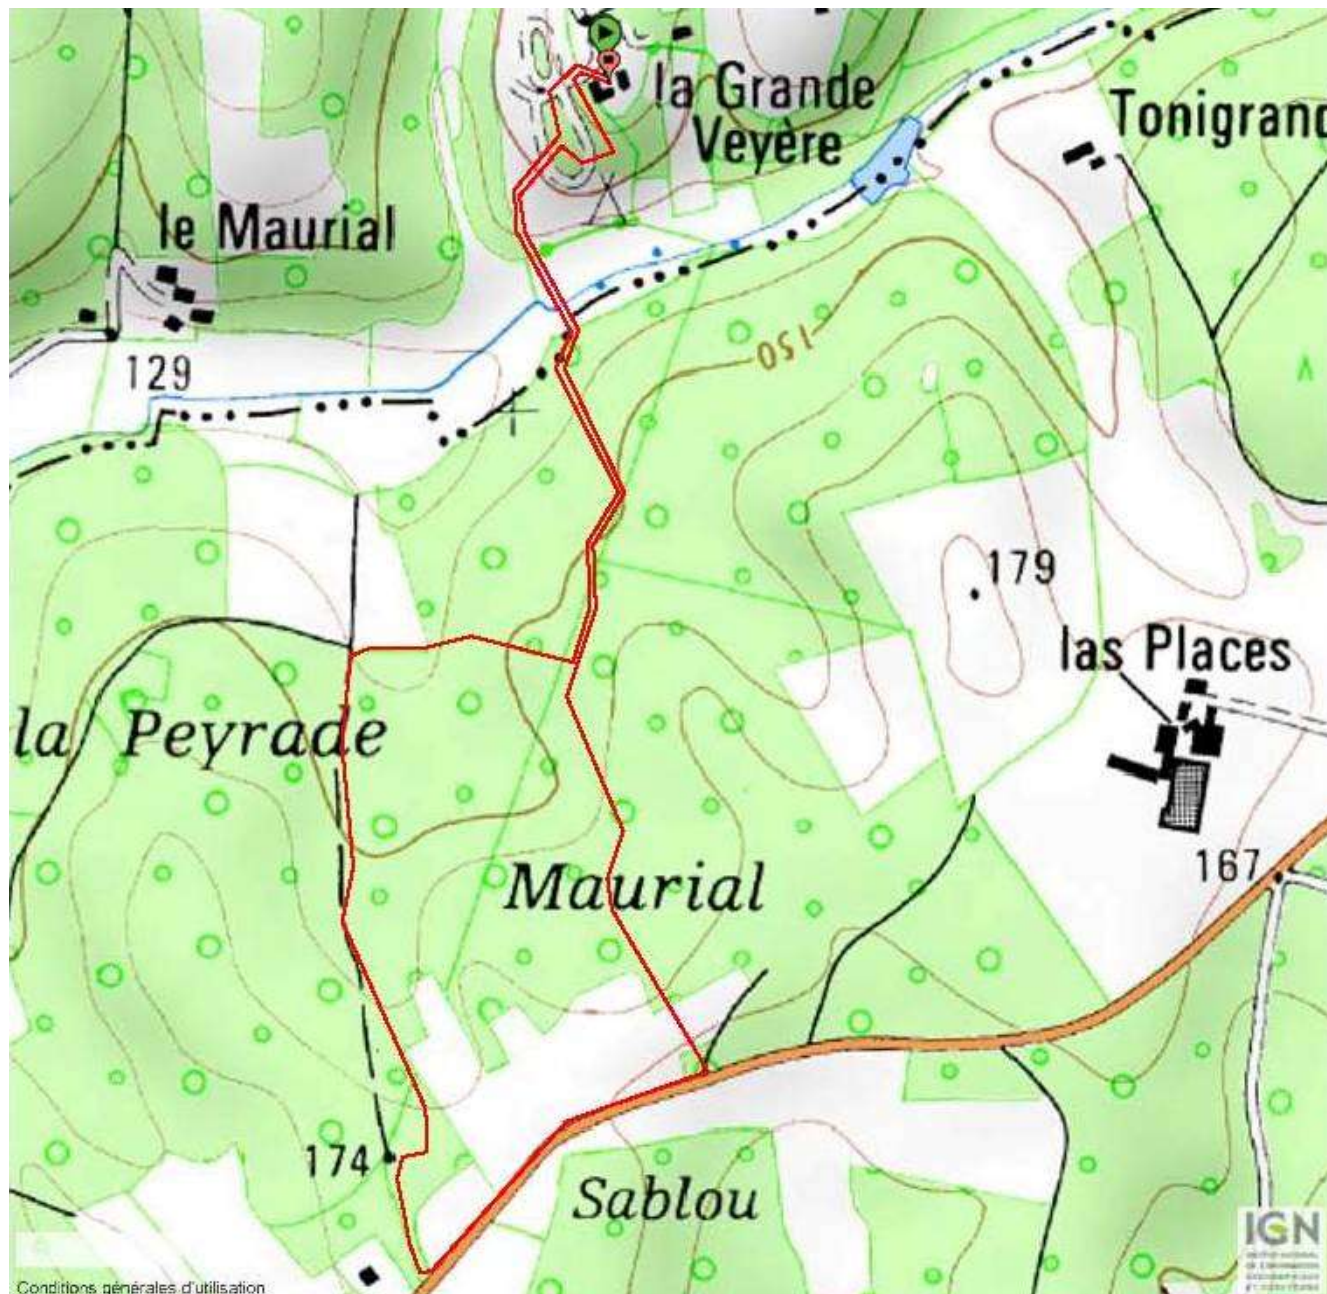 la Grande
Veyère
Tonigrand
le Maurial
129
150
179
las Places
la Peyrade
Maurial
167
174
Sablou
IGN
Conditions générales d'utilisation